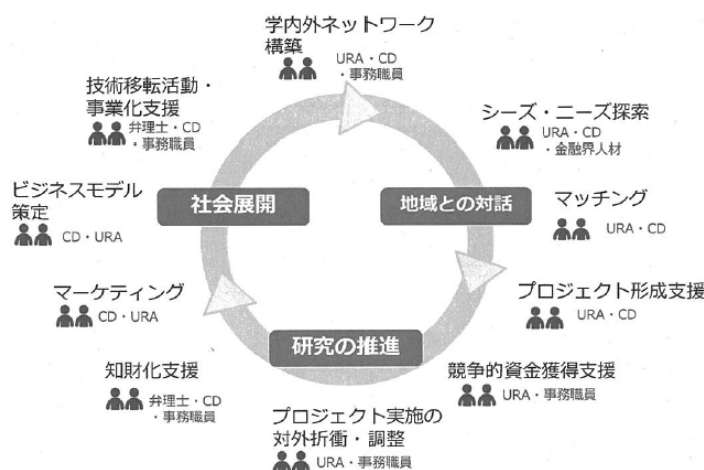 学内外ネットワーク
構築
URA・CD
・事務職員
シーズ・ニーズ探索
URA・CD
・金融界人材
マッチング
URA・CD
プロジェクト形成支援
URA・CD
競争的資金獲得支援
URA・事務職員
プロジェクト実施の
対外折衝・調整
URA・事務職員
知財化支援
弁理士・CD
・事務職員
マーケティング
CD・URA
ビジネスモデル
策定
CD・URA
技術移転活動・
事業化支援
弁理士・CD
・事務職員
社会展開
地域との対話
研究の推進